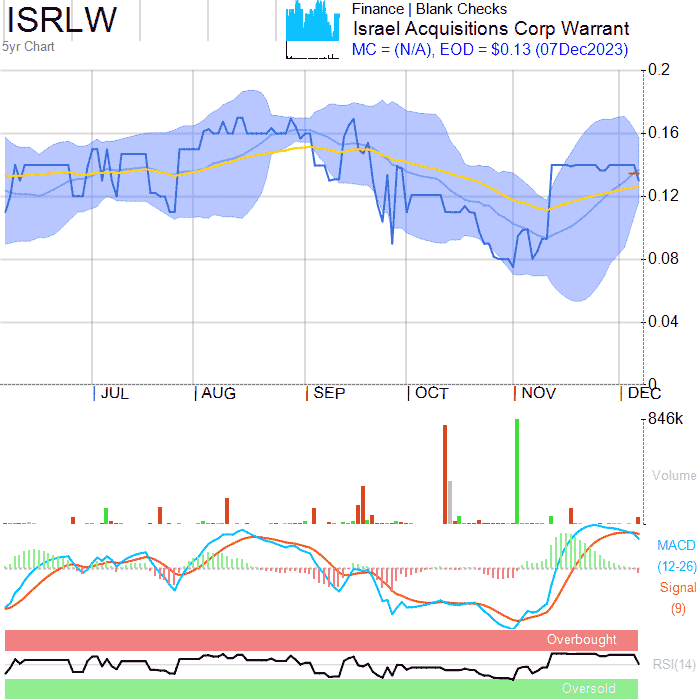 ISRLW
5yr Chart
Finance | Blank Checks
Israel Acquisitions Corp Warrant
MC = (N/A), EOD = $0.13 (07Dec2023)
0.2
0.16
0.12
0.08
0.04
0
JUL AUG SEP OCT NOV DEC
846k
Volume
MACD
(12-26)
Signal
(9)
Overbought
RSI(14)
Oversold